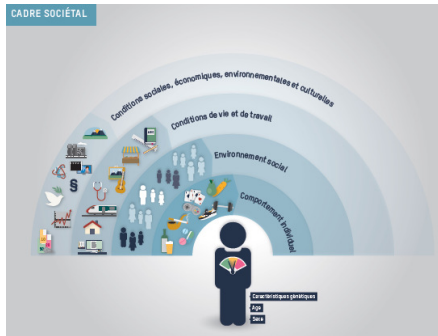 CADRE SOCIÉTAL
Conditions sociales, économiques, environnementales et culturelles
Conditions de vie et de travail
Environnement social
Comportement individuel
§
Caractéristiques génétiques
Age
Sexe